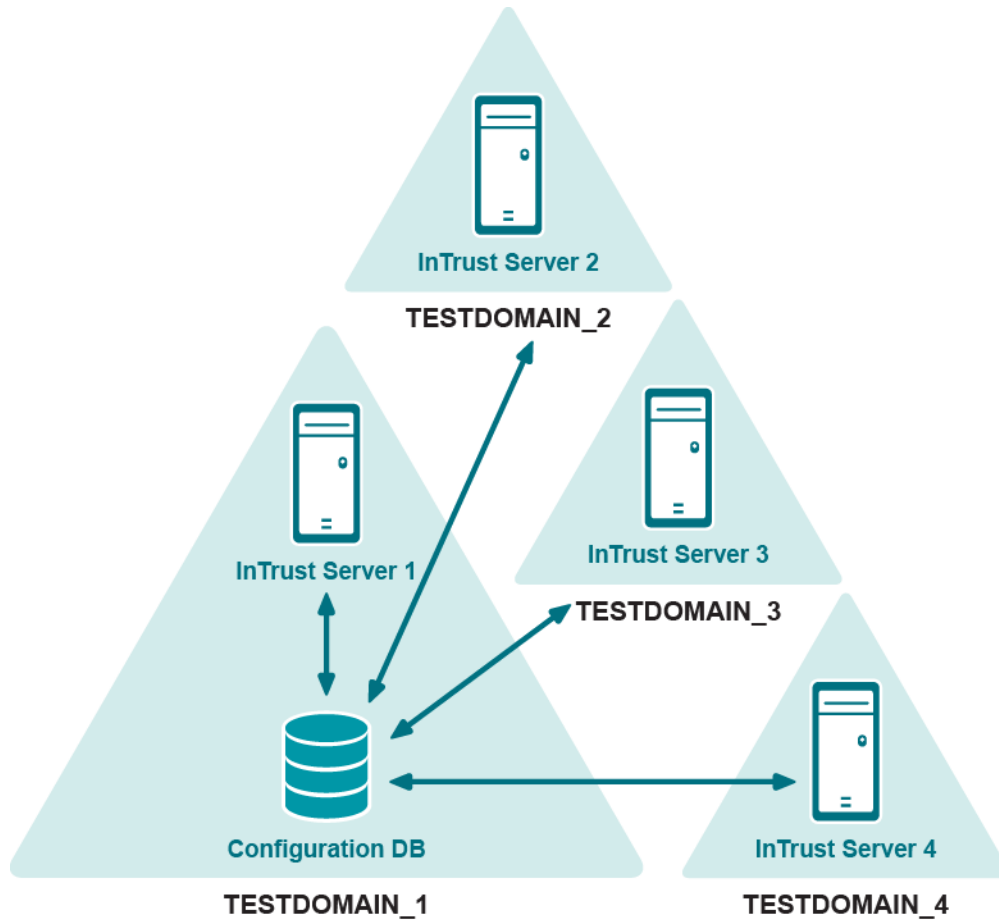 InTrust Server 2
TESTDOMAIN_2
InTrust Server 1
InTrust Server 3
TESTDOMAIN_3
Configuration DB
InTrust Server 4
TESTDOMAIN_1
TESTDOMAIN_4